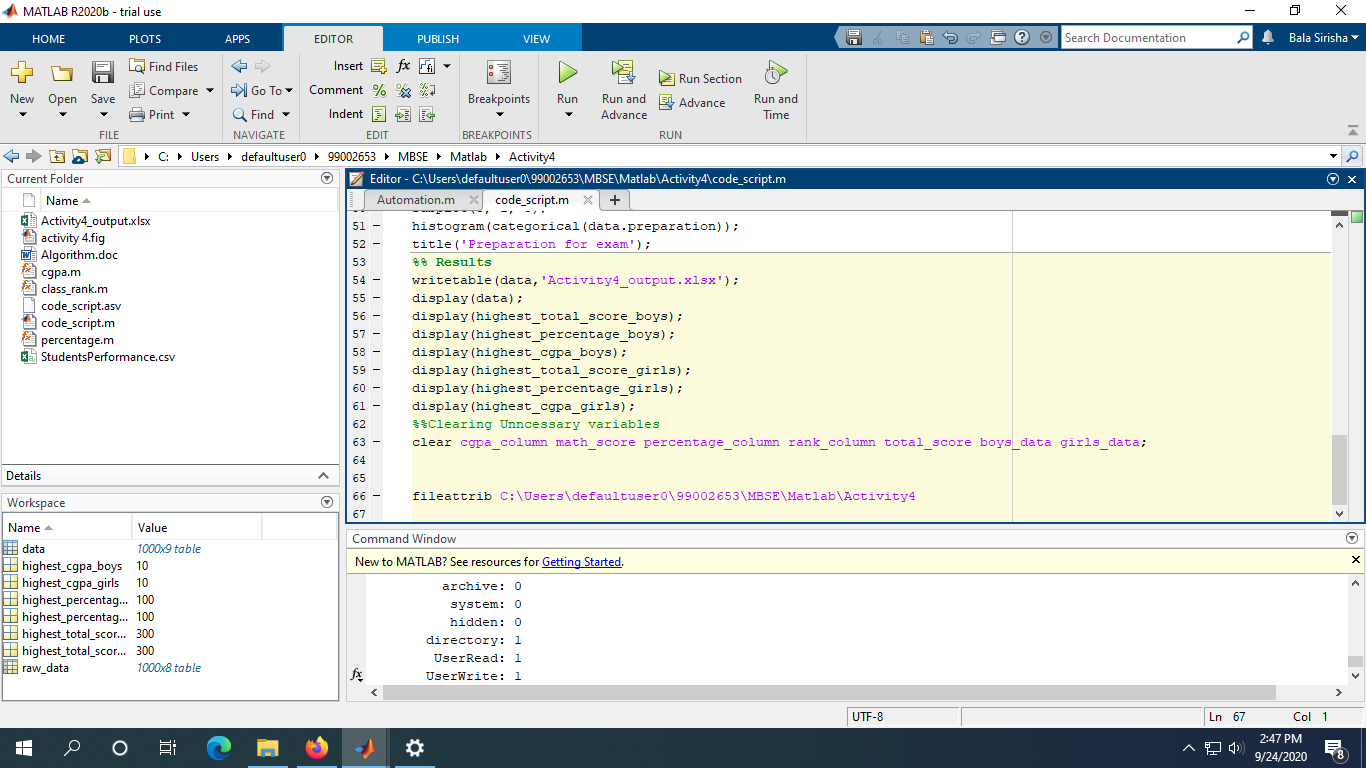 MATLAB R2020b - trial use
HOME PLOTS APPS EDITOR PUBLISH VIEW
Search Documentation
Bala Sirisha
New
Open
Save
Find Files
Compare
Print
FILE
Go To
Find
NAVIGATE
Insert fx
Comment
Indent
EDIT
Breakpoints
BREAKPOINTS
Run
Run and Advance
Run Section
Advance
Run and Time
RUN
C: Users defaultuser0 99002653 MBSE Matlab Activity4
Current Folder
Name
Activity4_output.xlsx
activity 4.fig
Algorithm.doc
cgpa.m
class_rank.m
code_script.asv
code_script.m
percentage.m
StudentsPerformance.csv
Details
Workspace
Name Value
data 1000x9 table
highest_cgpa_boys 10
highest_cgpa_girls 10
highest_percentag... 100
highest_percentag... 100
highest_total_scor... 300
highest_total_scor... 300
raw_data 1000x8 table
Editor - C:\Users\defaultuser0\99002653\MBSE\Matlab\Activity4\code_script.m
Automation.m code_script.m
51 histogram(categorical(data.preparation));
52 title('Preparation for exam');
53 %% Results
54 writetable(data,'Activity4_output.xlsx');
55 display(data);
56 display(highest_total_score_boys);
57 display(highest_percentage_boys);
58 display(highest_cgpa_boys);
59 display(highest_total_score_girls);
60 display(highest_percentage_girls);
61 display(highest_cgpa_girls);
62 %%Clearing Unncessary variables
63 clear cgpa_column math_score percentage_column rank_column total_score boys_data girls_data;
64
65
66 fileattrib C:\Users\defaultuser0\99002653\MBSE\Matlab\Activity4
67
Command Window
New to MATLAB? See resources for Getting Started.
archive: 0
system: 0
hidden: 0
directory: 1
UserRead: 1
UserWrite: 1
fx
UTF-8
Ln 67 Col 1
2:47 PM
9/24/2020
8